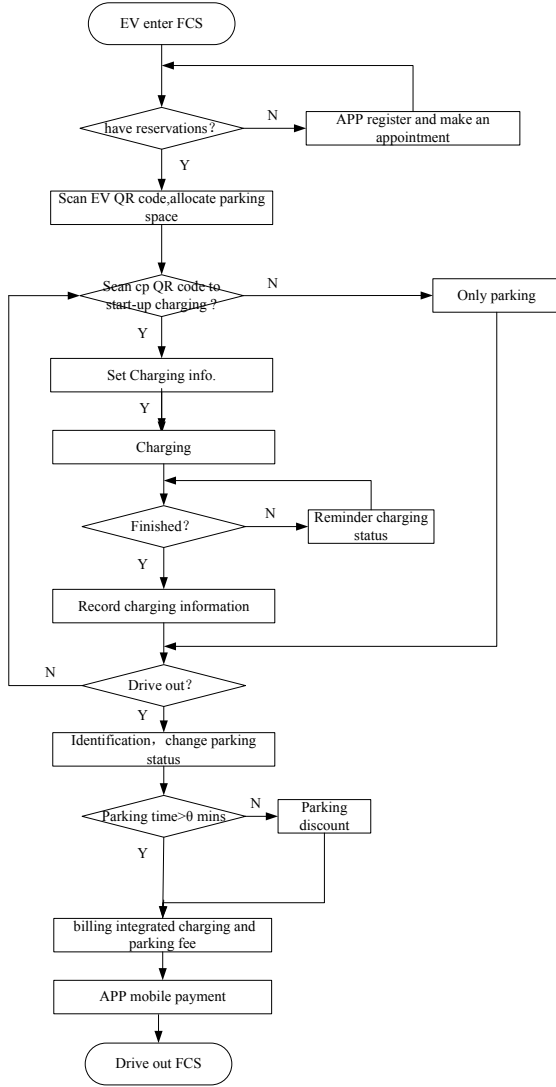 EV enter FCS
have reservations?
N
APP register and make an
appointment
Y
Scan EV QR code,allocate parking
space
Scan cp QR code to
start-up charging ?
N
Only parking
Y
Set Charging info.
Y
Charging
Finished?
N
Reminder charging
status
Y
Record charging information
N
Drive out?
Y
Identification，change parking
status
Parking time>θ mins
N
Parking
discount
Y
billing integrated charging and
parking fee
APP mobile payment
Drive out FCS